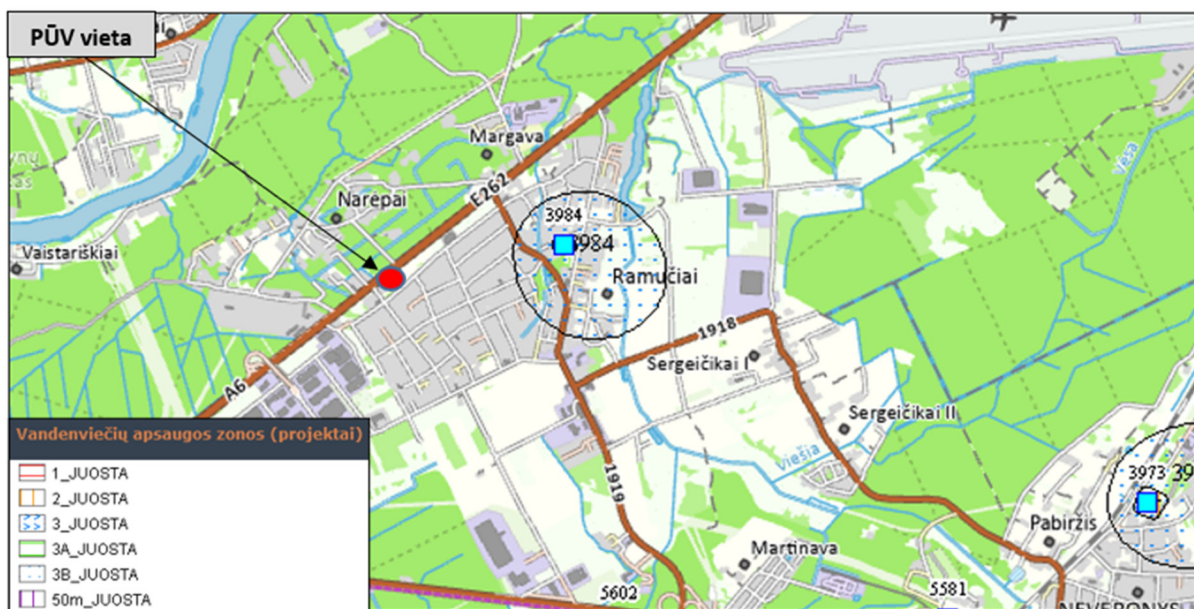 PŪV vieta
Margava
Narepai
E262
3984
3984
Vaistariškiai
Ramučiai
Vėša
1918
Sergeičikai I
A6
Sergeičikai II
Viešia
Vandenviečių apsaugos zonos (projektai)
1_JUOSTA
2_JUOSTA
3_JUOSTA
3A_JUOSTA
3B_JUOSTA
50m_JUOSTA
1919
3973
Pabiržis
Martinava
5602
5581